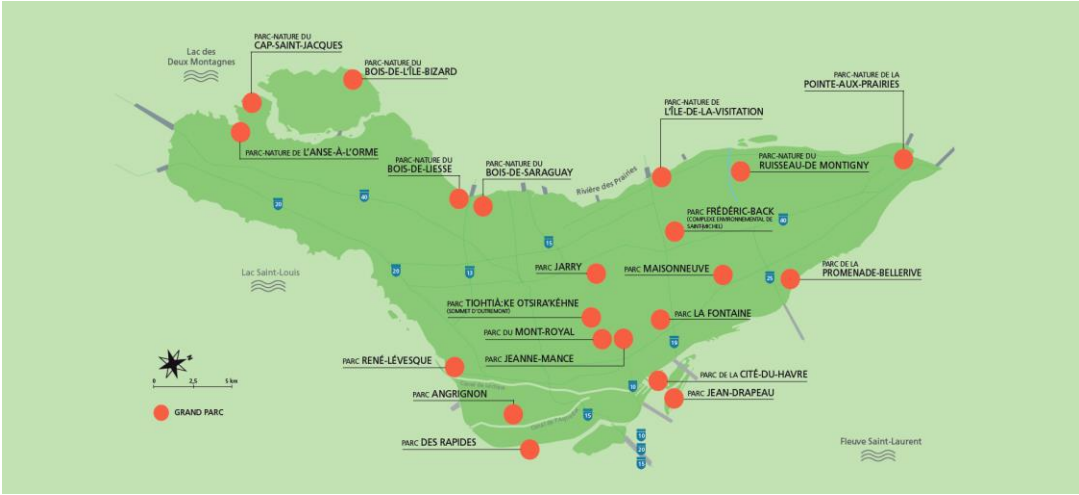 PARC-NATURE DU
CAP-SAINT-JACQUES
Lac des
Deux Montagnes
PARC-NATURE DU
BOIS-DE-L'ÎLE-BIZARD
PARC-NATURE DE LA
POINTE-AUX-PRAIRIES
PARC-NATURE DE
L'ÎLE-DE-LA-VISITATION
PARC-NATURE DE L'ANSE-À-L'ORME
PARC-NATURE DU
BOIS-DE-LIESSE
PARC-NATURE DU
BOIS-DE-SARAGUAY
PARC-NATURE DU
RUISSEAU-DE MONTIGNY
Rivière des Prairies
20
40
PARC FRÉDÉRIC-BACK
(COMPLEXE ENVIRONNEMENTAL DE
SAINT-MICHEL)
40
15
Lac Saint-Louis
20
13
PARC JARRY
PARC MAISONNEUVE
25
PARC DE LA
PROMENADE-BELLERIVE
PARC TIOHTIÀ:KE OTSIRA'KÉHNE
(SOMMET D'OUTREMONT)
PARC LA FONTAINE
PARC DU MONT-ROYAL
PARC JEANNE-MANCE
PARC RENÉ-LÉVESQUE
N
0 2,5 5 km
GRAND PARC
PARC DE LA CITÉ-DU-HAVRE
10
PARC JEAN-DRAPEAU
PARC ANGRIGNON
15
PARC DES RAPIDES
10
20
15
Fleuve Saint-Laurent